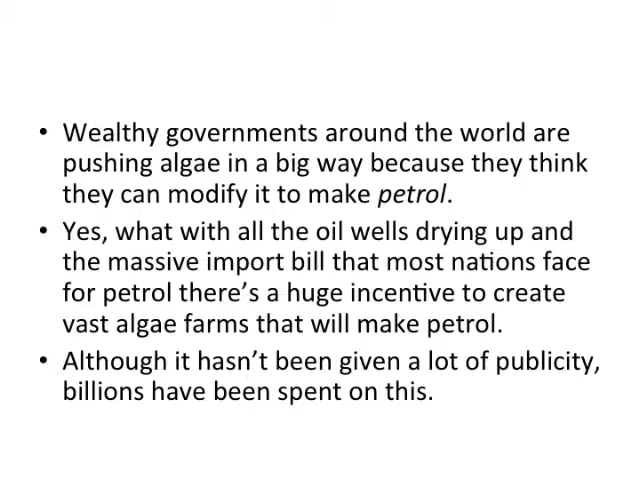 • Wealthy governments around the world are
pushing algae in a big way because they think
they can modify it to make petrol.
• Yes, what with all the oil wells drying up and
the massive import bill that most nations face
for petrol there’s a huge incentive to create
vast algae farms that will make petrol.
• Although it hasn’t been given a lot of publicity,
billions have been spent on this.